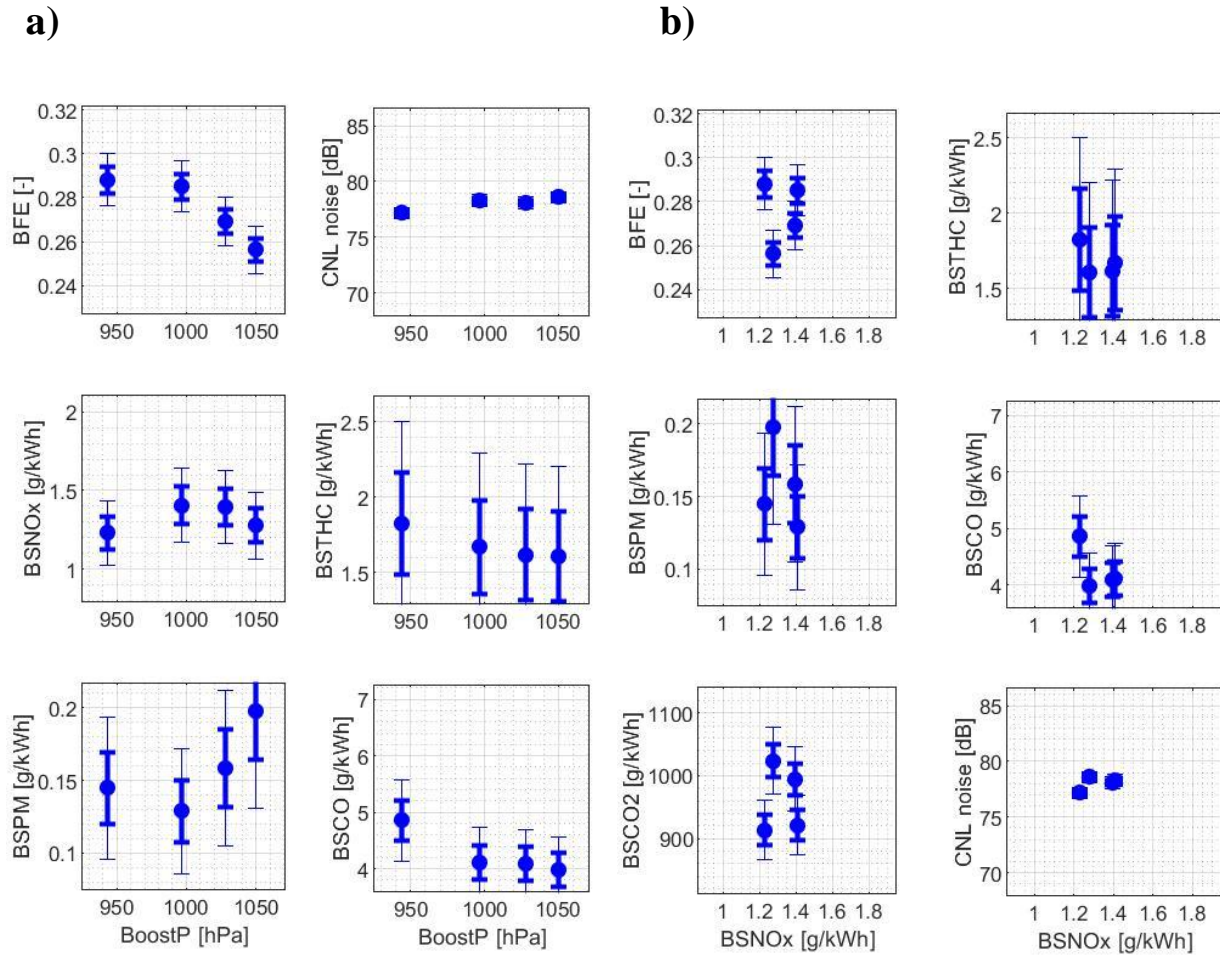 a)
b)
0.32
0.3
0.28
0.26
0.24
BFE [-]
950 1000 1050
85
80
75
70
CNL noise [dB]
950 1000 1050
0.32
0.3
0.28
0.26
0.24
BFE [-]
1 1.2 1.4 1.6 1.8
2.5
2
1.5
BSTHC [g/kWh]
1 1.2 1.4 1.6 1.8
2
1.5
1
BSNOx [g/kWh]
950 1000 1050
2.5
2
1.5
BSTHC [g/kWh]
950 1000 1050
0.2
0.15
0.1
BSPM [g/kWh]
1 1.2 1.4 1.6 1.8
7
6
5
4
BSCO [g/kWh]
1 1.2 1.4 1.6 1.8
0.2
0.15
0.1
BSPM [g/kWh]
950 1000 1050
BoostP [hPa]
7
6
5
4
BSCO [g/kWh]
950 1000 1050
BoostP [hPa]
1100
1000
900
BSCO2 [g/kWh]
1 1.2 1.4 1.6 1.8
BSNOx [g/kWh]
85
80
75
70
CNL noise [dB]
1 1.2 1.4 1.6 1.8
BSNOx [g/kWh]